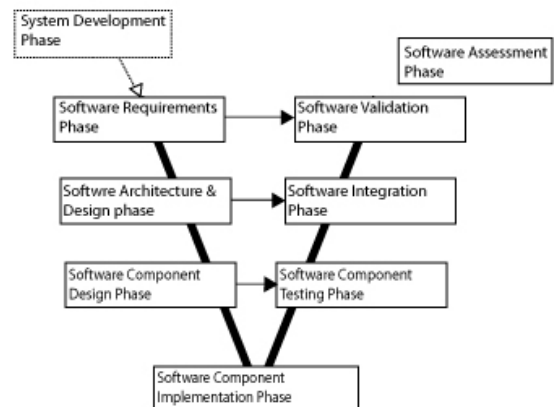 System Development
Phase
Software Assessment
Phase
Software Requirements
Phase
Software Validation
Phase
Softwre Architecture &
Design phase
Software Integration
Phase
Software Component
Design Phase
Software Component
Testing Phase
Software Component
Implementation Phase